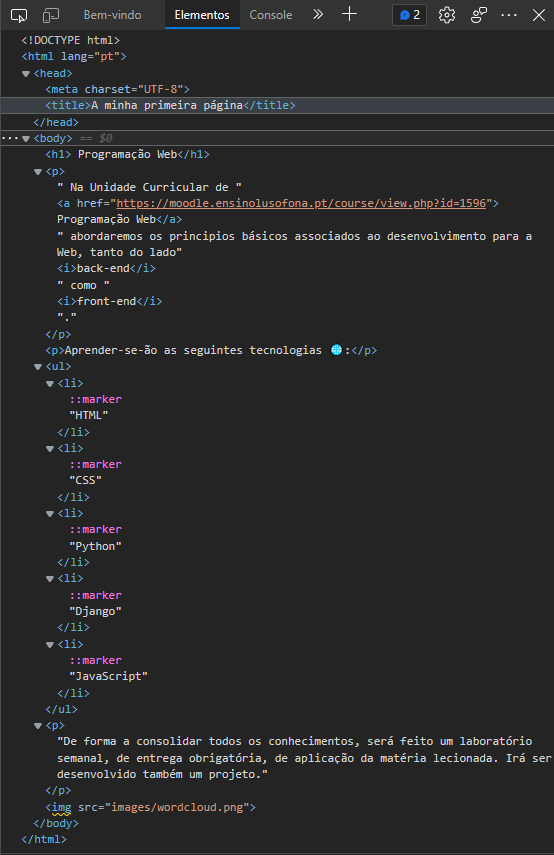 Bem-vindo Elementos Console 2
<!DOCTYPE html>
<html lang="pt">
<head>
<meta charset="UTF-8">
<title>A minha primeira página</title>
</head>
<body> == $0
<h1> Programação Web</h1>
<p>
" Na Unidade Curricular de "
<a href="https://moodle.ensinolusofona.pt/course/view.php?id=1596">
Programação Web</a>
" abordaremos os principios básicos associados ao desenvolvimento para a
Web, tanto do lado"
<i>back-end</i>
" como "
<i>front-end</i>
"."
</p>
<p>Aprender-se-ão as seguintes tecnologias 🌐:</p>
<ul>
<li>
::marker
"HTML"
</li>
<li>
::marker
"CSS"
</li>
<li>
::marker
"Python"
</li>
<li>
::marker
"Django"
</li>
<li>
::marker
"JavaScript"
</li>
</ul>
<p>
"De forma a consolidar todos os conhecimentos, será feito um laboratório
semanal, de entrega obrigatória, de aplicação da matéria lecionada. Irá ser
desenvolvido também um projeto."
</p>
<img src="images/wordcloud.png">
</body>
</html>